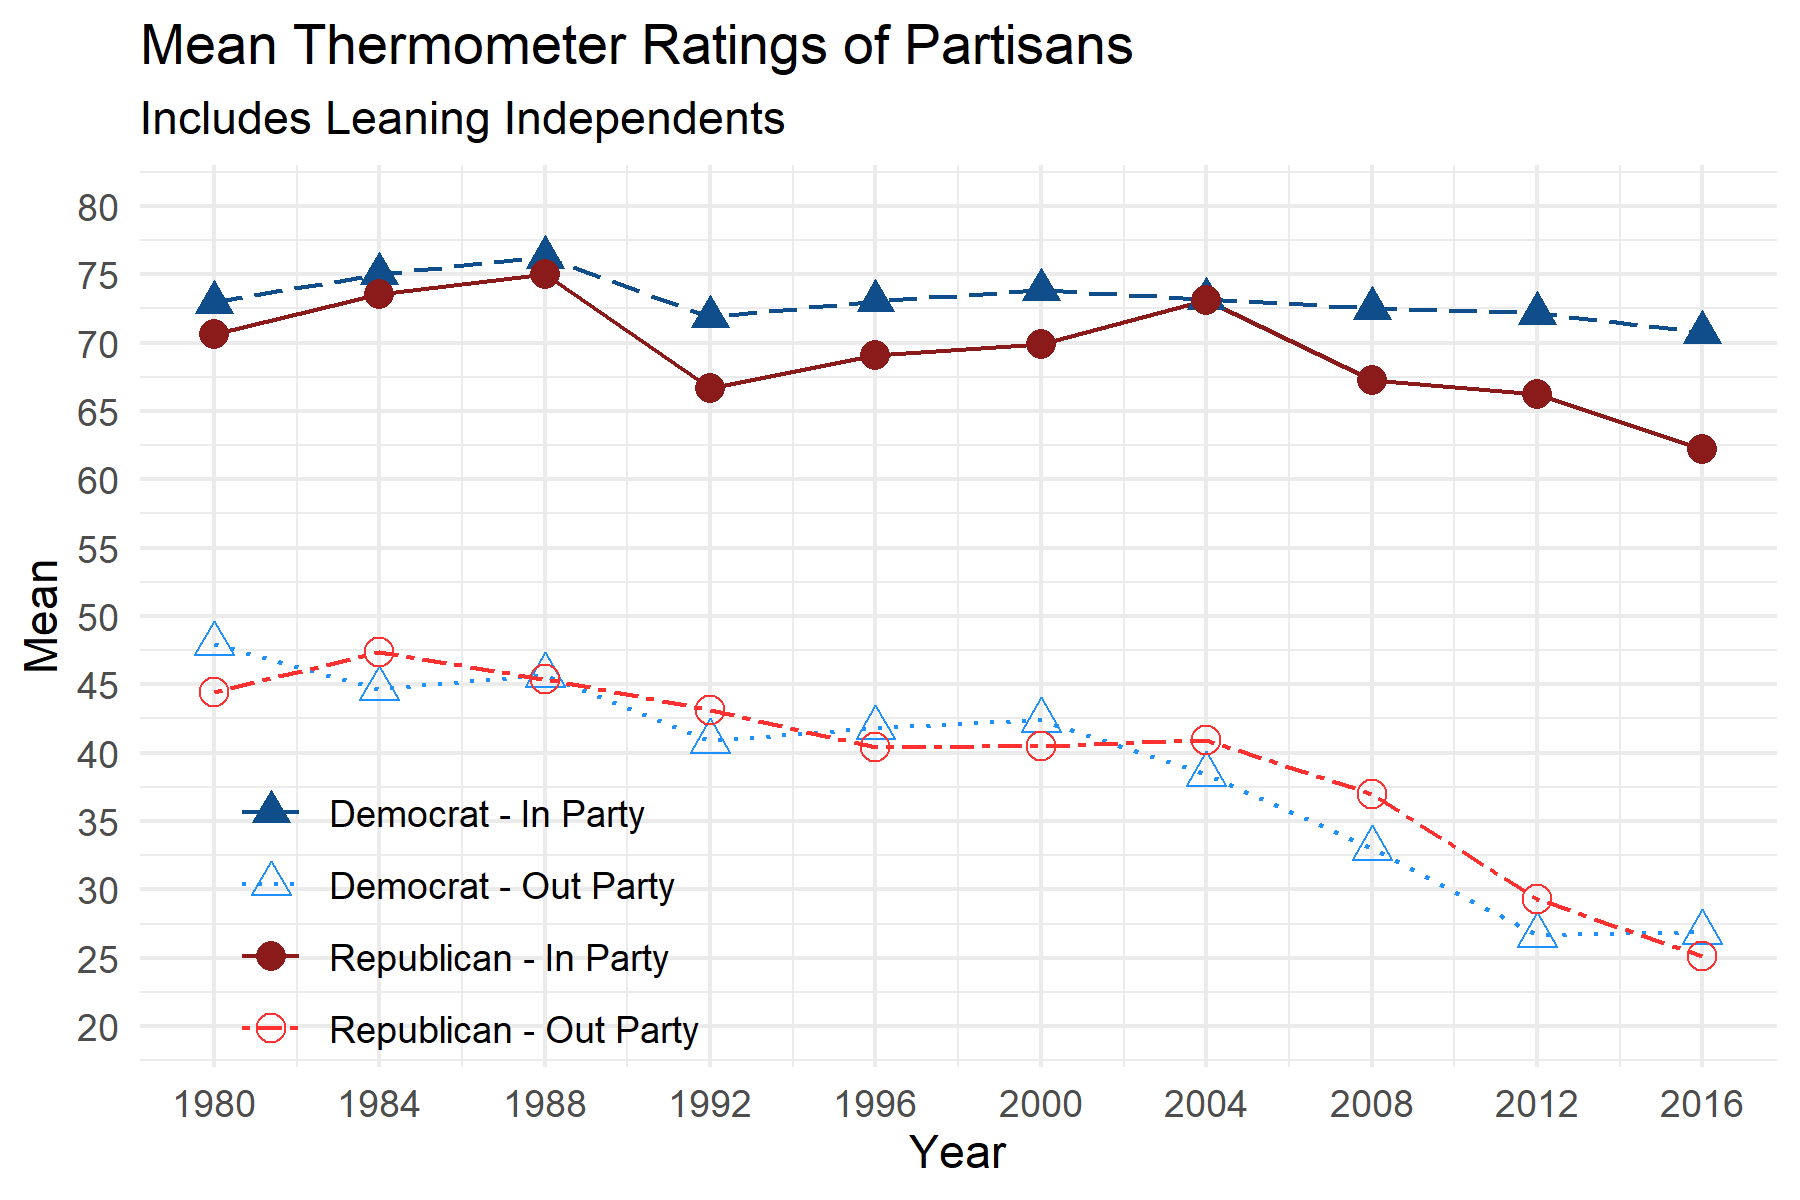 Mean Thermometer Ratings of Partisans
Includes Leaning Independents
80
75
70
65
60
55
50
45
40
35
30
25
20
Mean
Democrat - In Party
Democrat - Out Party
Republican - In Party
Republican - Out Party
1980 1984 1988 1992 1996 2000 2004 2008 2012 2016
Year